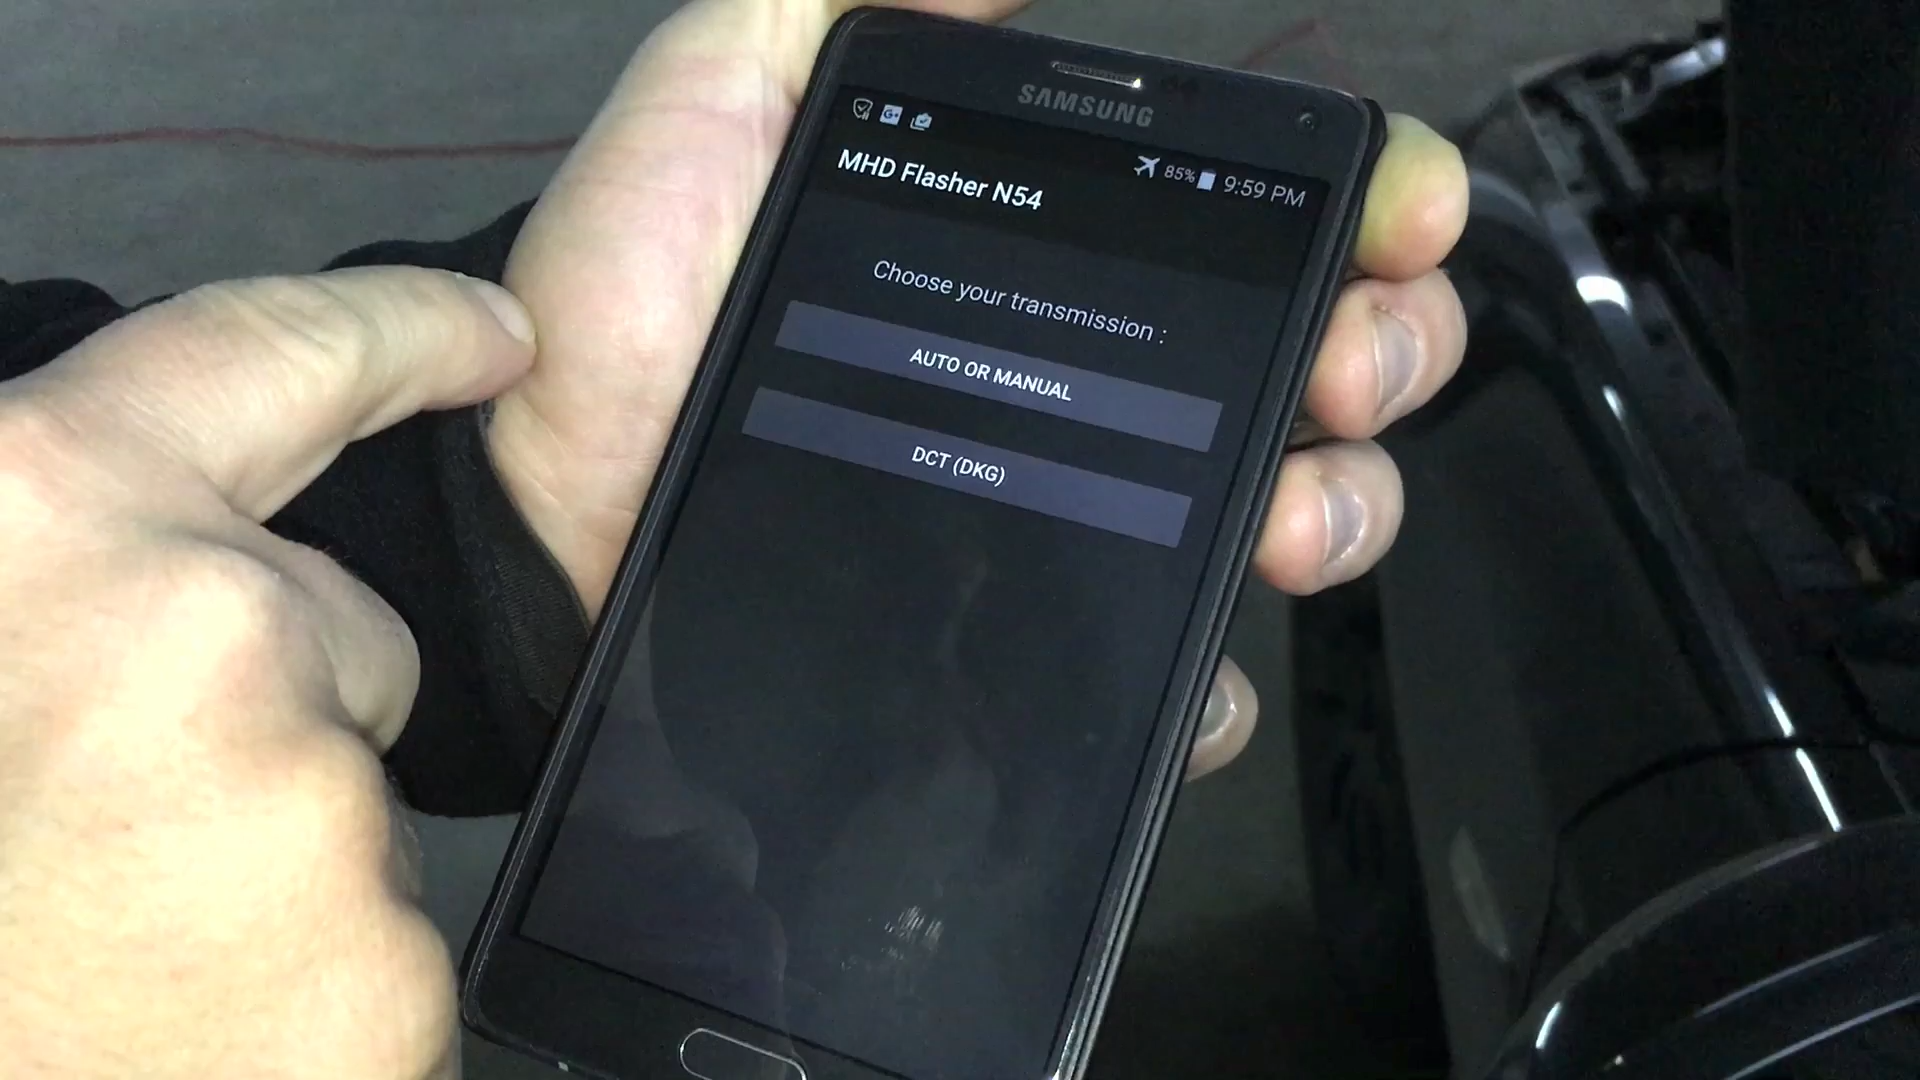 SAMSUNG
G+
85% 9:59 PM
MHD Flasher N54
Choose your transmission :
AUTO OR MANUAL
DCT (DKG)